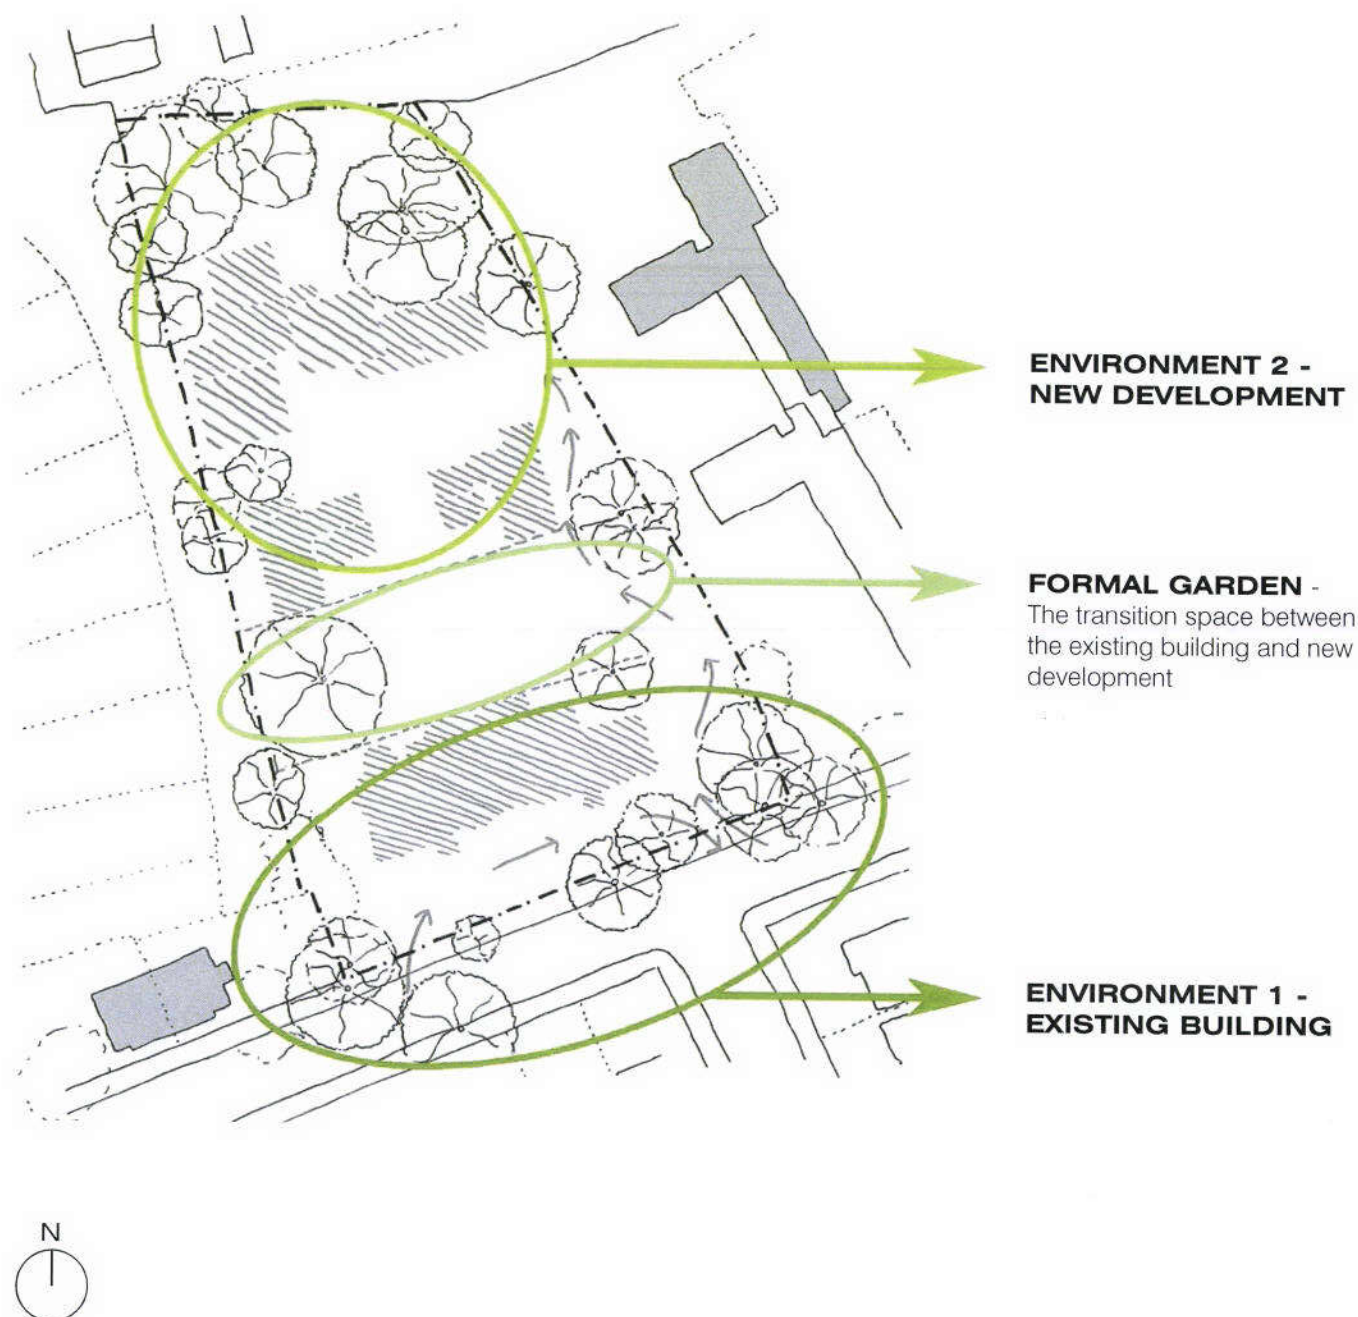 ENVIRONMENT 2 -
NEW DEVELOPMENT
FORMAL GARDEN -
The transition space between
the existing building and new
development
ENVIRONMENT 1 -
EXISTING BUILDING
N